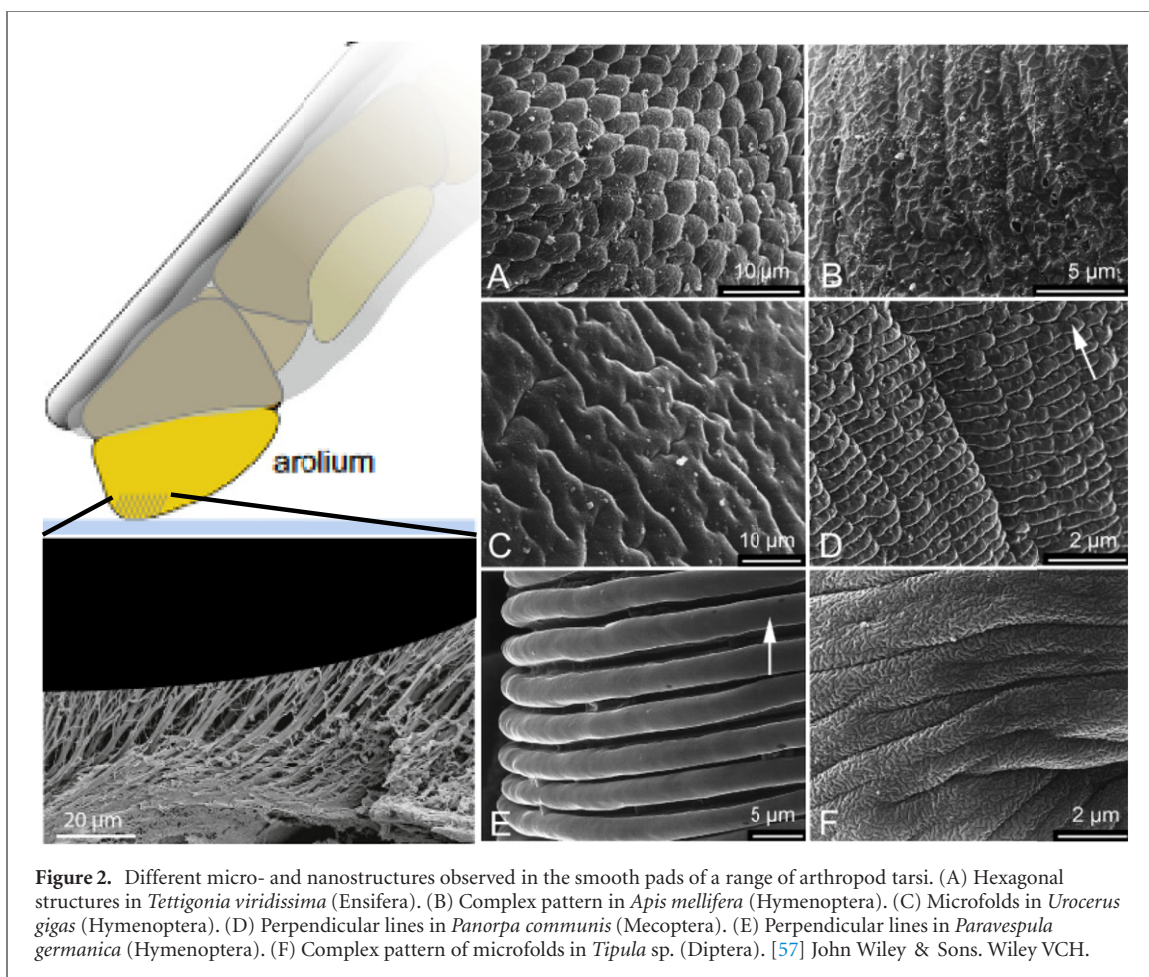 arolium
20 µm
A
10 µm
B
5 µm
C
10 µm
D
2 µm
E
5 µm
F
2 µm
Figure 2. Different micro- and nanostructures observed in the smooth pads of a range of arthropod tarsi. (A) Hexagonal
structures in Tettigonia viridissima (Ensifera). (B) Complex pattern in Apis mellifera (Hymenoptera). (C) Microfolds in Urocerus
gigas (Hymenoptera). (D) Perpendicular lines in Panorpa communis (Mecoptera). (E) Perpendicular lines in Paravespula
germanica (Hymenoptera). (F) Complex pattern of microfolds in Tipula sp. (Diptera). [57] John Wiley & Sons. Wiley VCH.